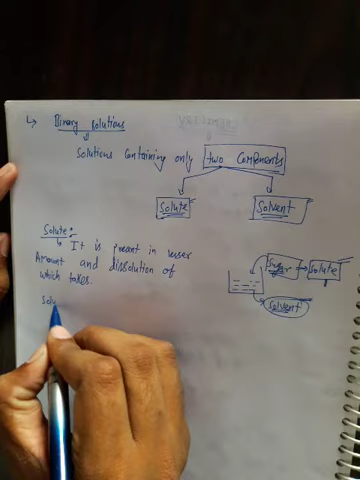 ↳ Binary solutions
⇓
Solutions containing only two Components
Solute Solvent
Solute:
↳ It is present in lesser
Amount and dissolution of
which takes.
Sugar → Solute
Solvent
Solu